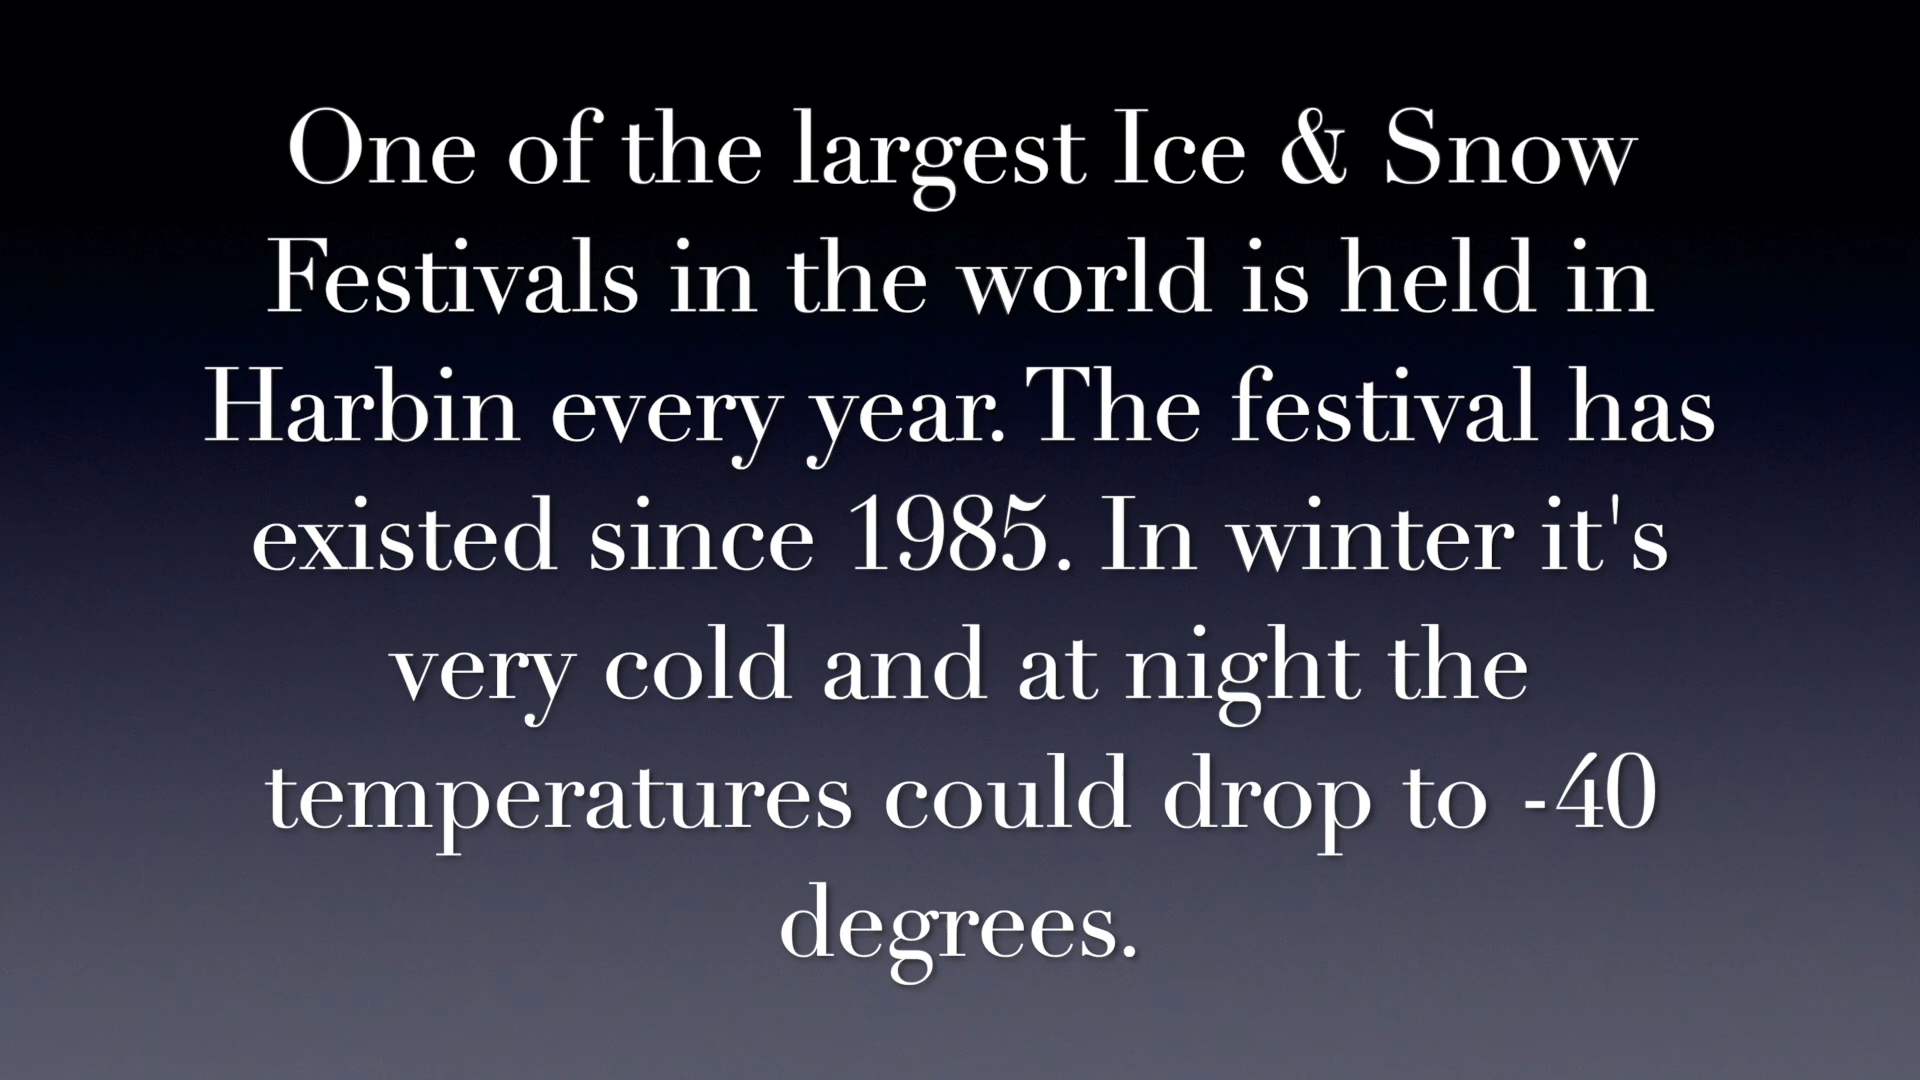 One of the largest Ice & Snow
Festivals in the world is held in
Harbin every year. The festival has
existed since 1985. In winter it's
very cold and at night the
temperatures could drop to -40
degrees.